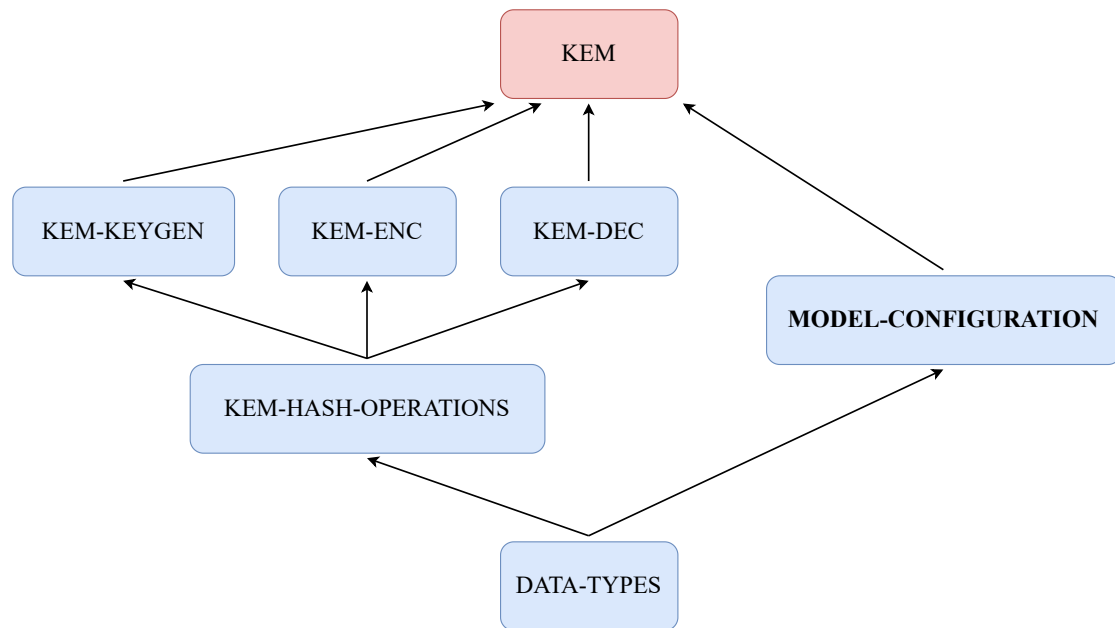 KEM
KEM-KEYGEN
KEM-ENC
KEM-DEC
MODEL-CONFIGURATION
KEM-HASH-OPERATIONS
DATA-TYPES